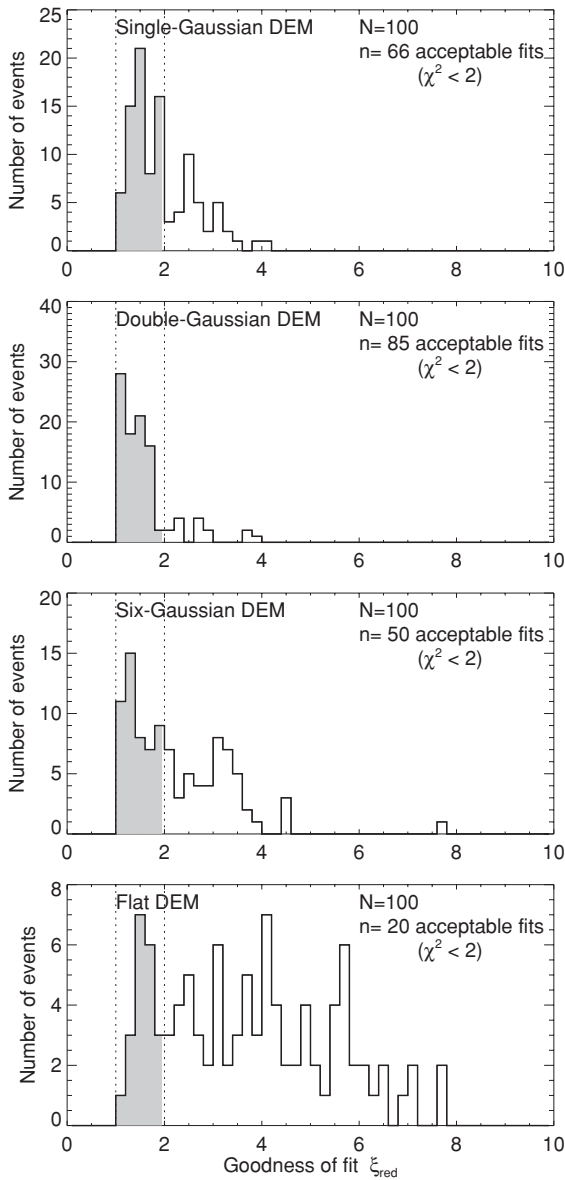 Single-Gaussian DEM
N=100
n= 66 acceptable fits
(χ² < 2)
25
20
15
10
5
0
Number of events
0 2 4 6 8 10
Double-Gaussian DEM
N=100
n= 85 acceptable fits
(χ² < 2)
40
30
20
10
0
Number of events
0 2 4 6 8 10
Six-Gaussian DEM
N=100
n= 50 acceptable fits
(χ² < 2)
20
15
10
5
0
Number of events
0 2 4 6 8 10
Flat DEM
N=100
n= 20 acceptable fits
(χ² < 2)
8
6
4
2
0
Number of events
0 2 4 6 8 10
Goodness of fit ξred